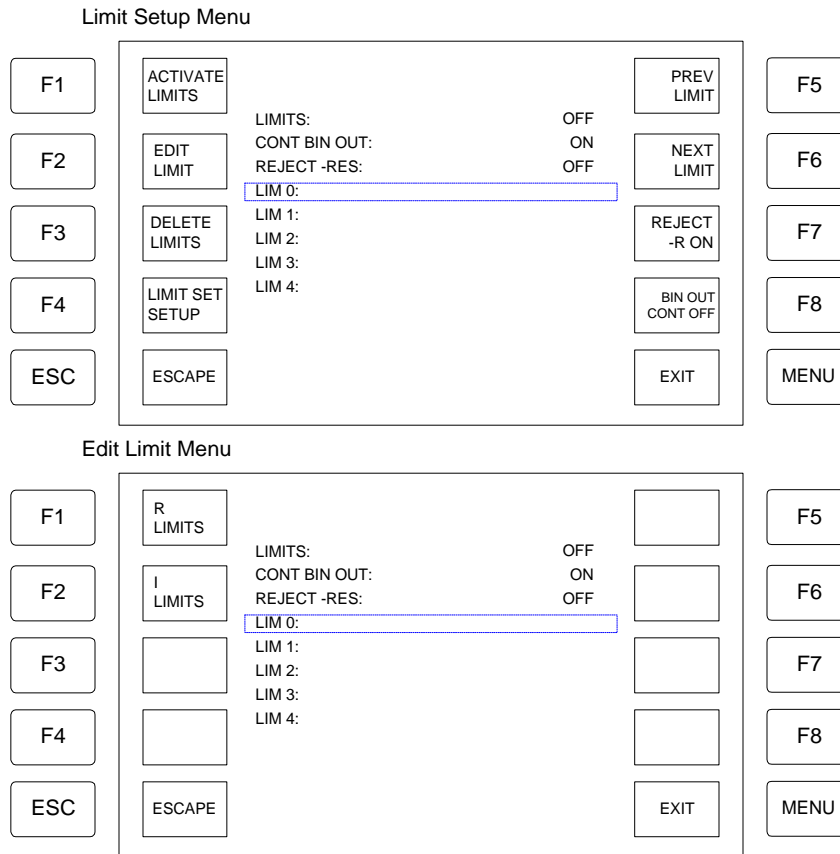 Limit Setup Menu
F1
ACTIVATE
LIMITS
PREV
LIMIT
F5
LIMITS: OFF
F2
EDIT
LIMIT
CONT BIN OUT: ON
REJECT -RES: OFF
NEXT
LIMIT
F6
LIM 0:
F3
DELETE
LIMITS
LIM 1:
LIM 2:
LIM 3:
REJECT
-R ON
F7
F4
LIMIT SET
SETUP
LIM 4:
BIN OUT
CONT OFF
F8
ESC
ESCAPE
EXIT
MENU
Edit Limit Menu
F1
R
LIMITS
F5
LIMITS: OFF
F2
I
LIMITS
CONT BIN OUT: ON
REJECT -RES: OFF
F6
LIM 0:
F3
LIM 1:
LIM 2:
LIM 3:
F7
F4
LIM 4:
F8
ESC
ESCAPE
EXIT
MENU